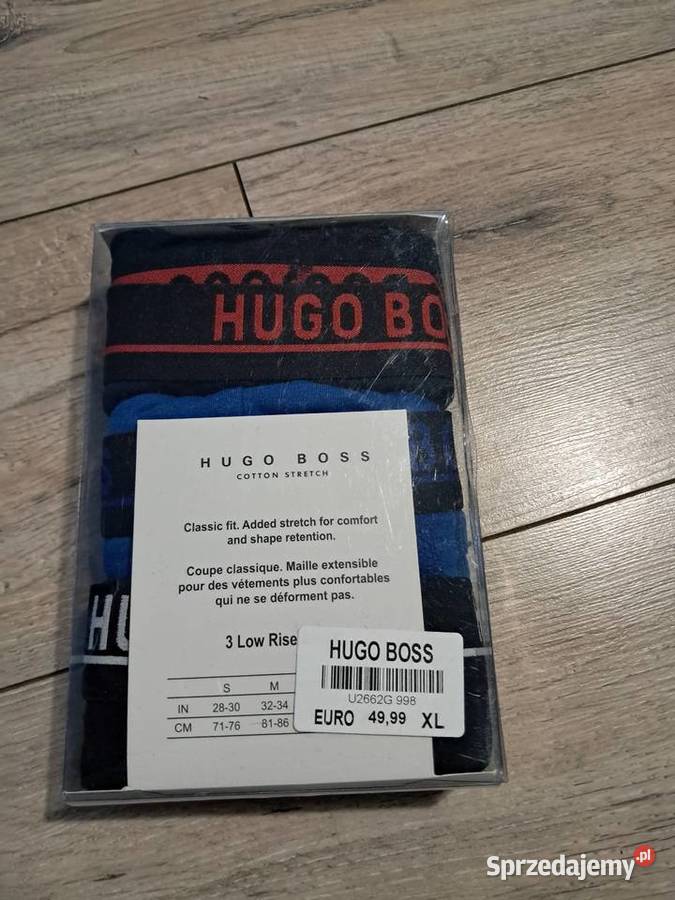 HUGO BO
HUGO BOSS
COTTON STRETCH
Classic fit. Added stretch for comfort
and shape retention.
Coupe classique. Maille extensible
pour des vêtements plus confortables
qui ne se déforment pas.
HU
3 Low Rise
S M
IN 28-30 32-34
CM 71-76 81-86
HUGO BOSS
U2662G 998
EURO 49,99 XL
Sprzedajemy.pl